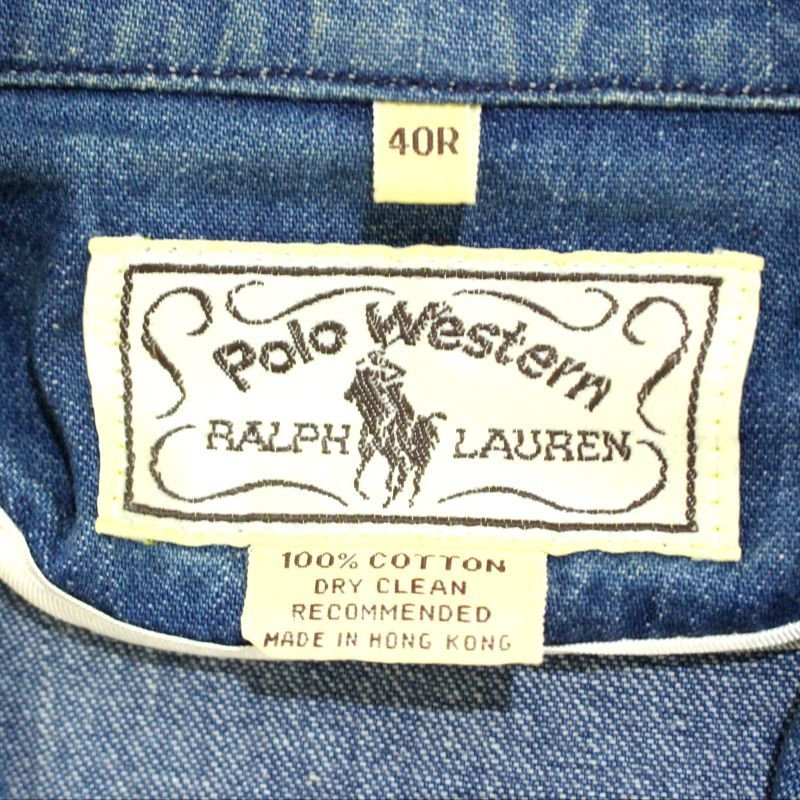 40R
Polo Western
RALPH LAUREN
100% COTTON
DRY CLEAN
RECOMMENDED
MADE IN HONG KONG